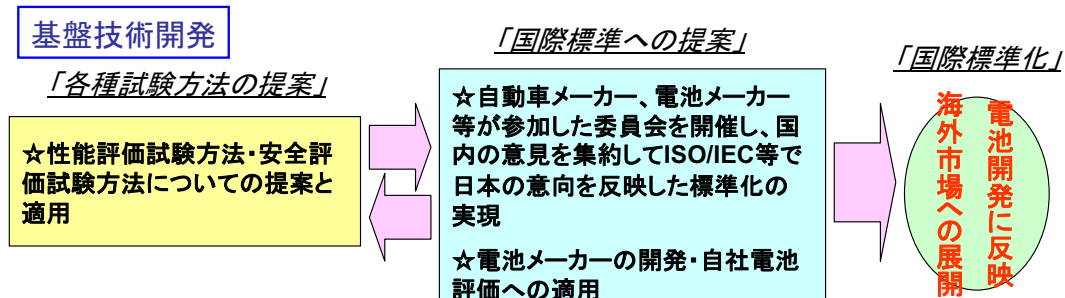 基盤技術開発
「各種試験方法の提案」
☆性能評価試験方法・安全評
価試験方法についての提案と
適用
「国際標準への提案」
☆自動車メーカー、電池メーカー
等が参加した委員会を開催し、国
内の意見を集約してISO/IEC等で
日本の意向を反映した標準化の
実現
☆電池メーカーの開発・自社電池
評価への適用
「国際標準化」
電池開発に反映
海外市場への展開